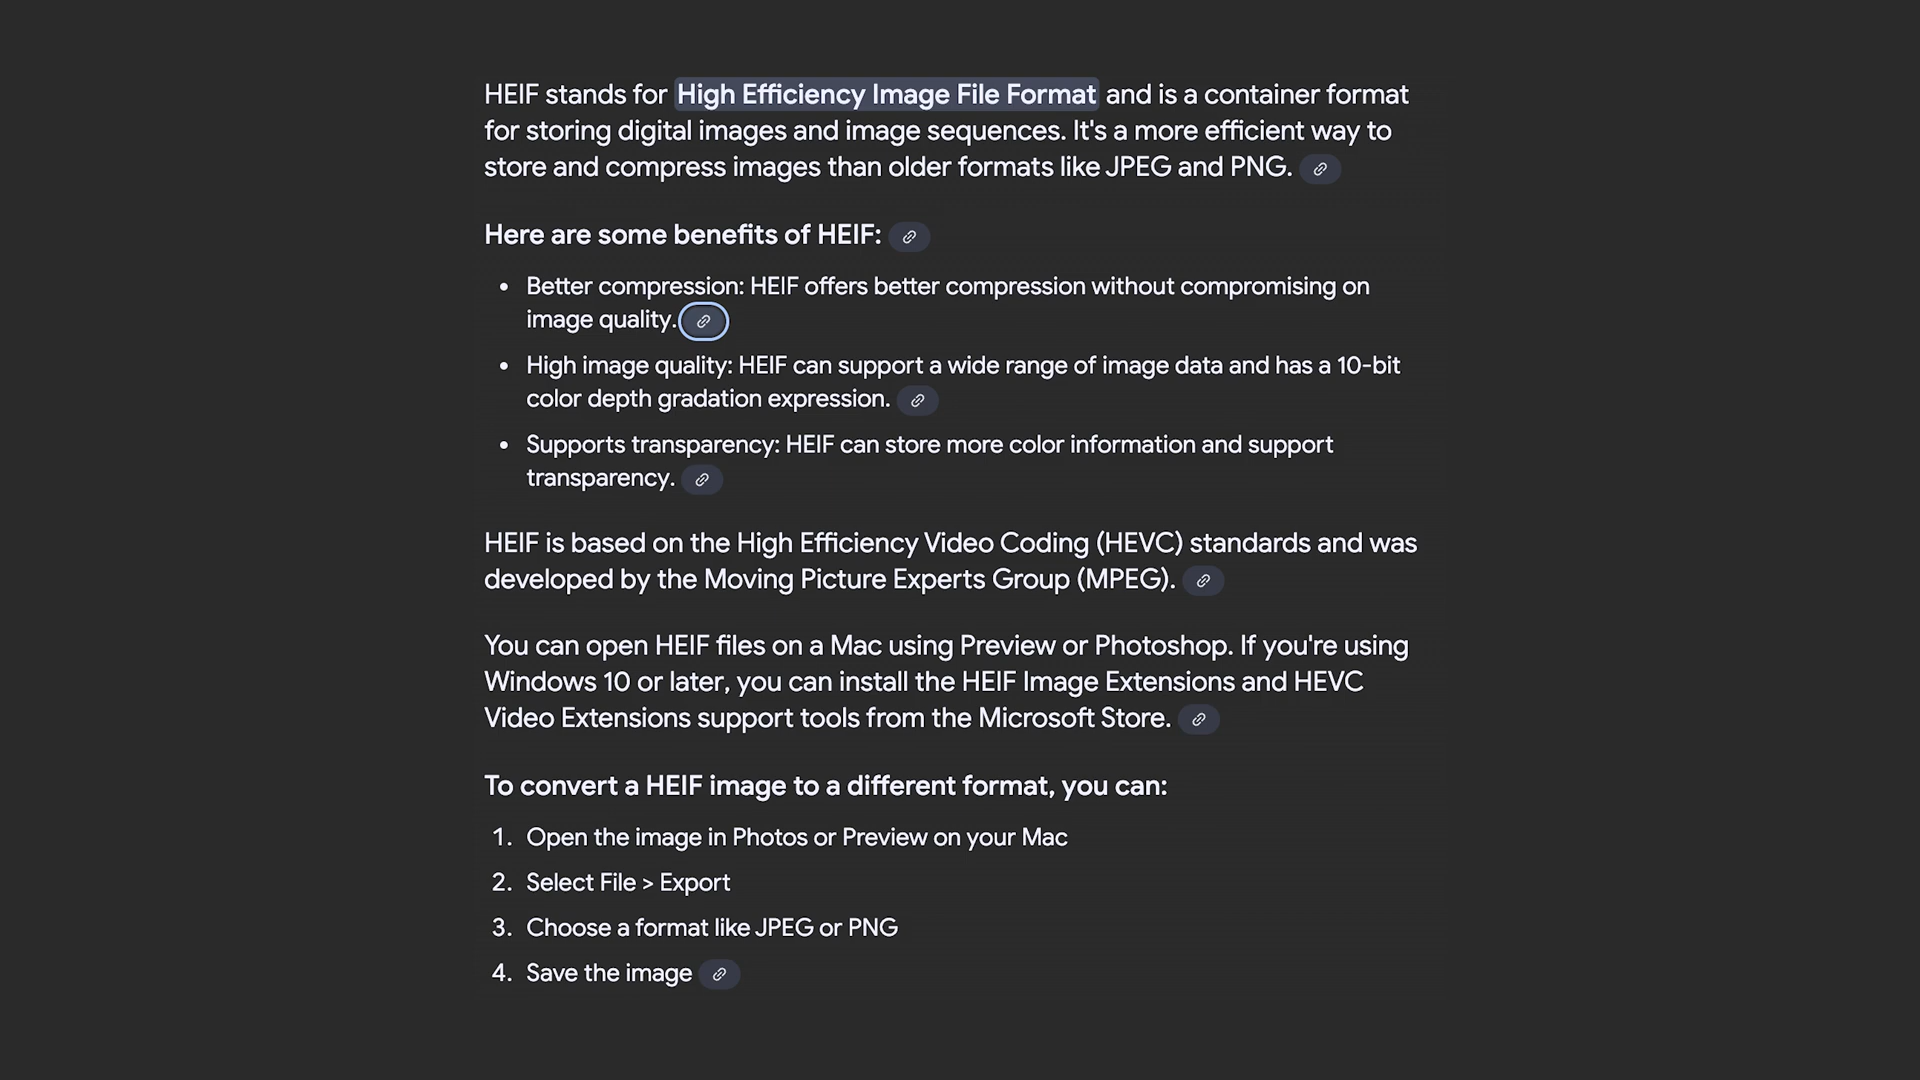 HEIF stands for High Efficiency Image File Format and is a container format
for storing digital images and image sequences. It's a more efficient way to
store and compress images than older formats like JPEG and PNG.
Here are some benefits of HEIF:
• Better compression: HEIF offers better compression without compromising on
image quality.
• High image quality: HEIF can support a wide range of image data and has a 10-bit
color depth gradation expression.
• Supports transparency: HEIF can store more color information and support
transparency.
HEIF is based on the High Efficiency Video Coding (HEVC) standards and was
developed by the Moving Picture Experts Group (MPEG).
You can open HEIF files on a Mac using Preview or Photoshop. If you're using
Windows 10 or later, you can install the HEIF Image Extensions and HEVC
Video Extensions support tools from the Microsoft Store.
To convert a HEIF image to a different format, you can:
1. Open the image in Photos or Preview on your Mac
2. Select File > Export
3. Choose a format like JPEG or PNG
4. Save the image